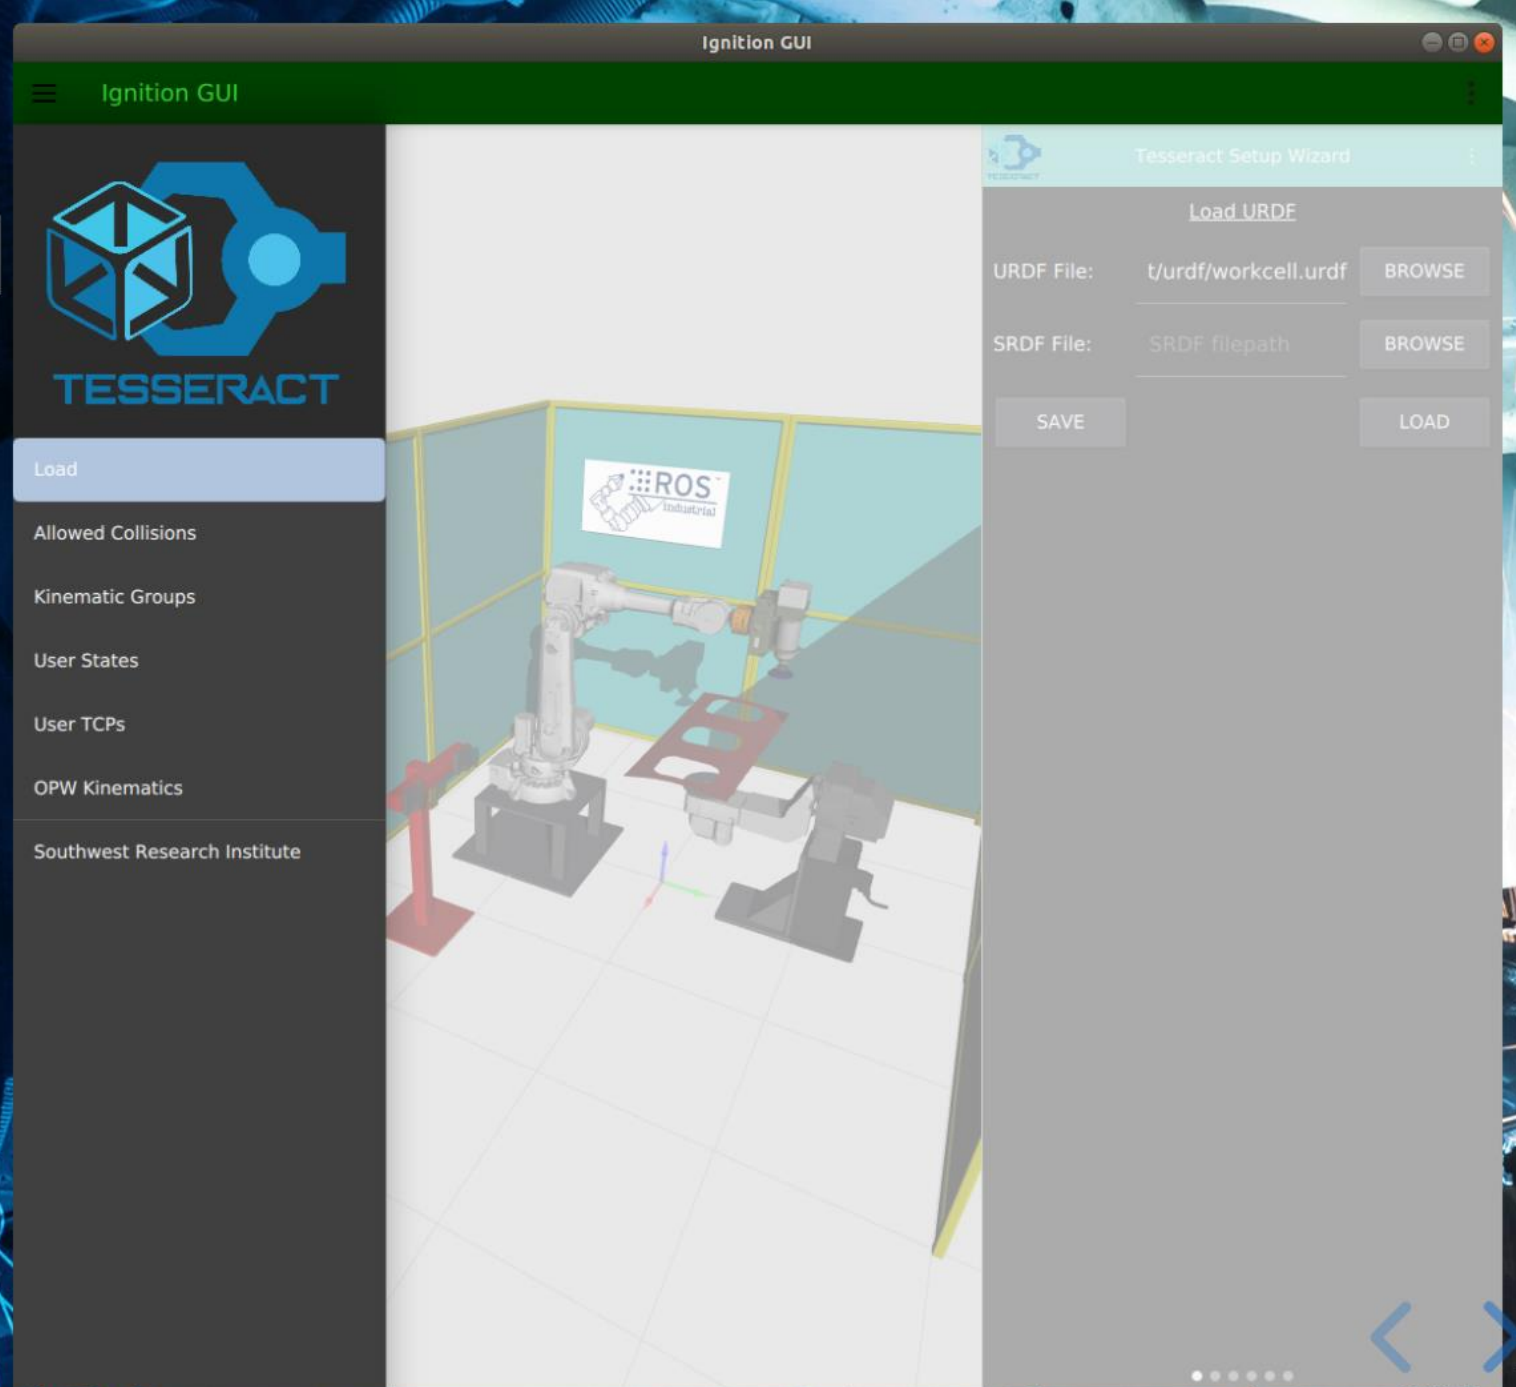 Ignition GUI
Ignition GUI
TESSERACT
Load
Allowed Collisions
Kinematic Groups
User States
User TCPs
OPW Kinematics
Southwest Research Institute
ROS
Industrial
TESSERACT
Tesseract Setup Wizard
Load URDF
URDF File: t/urdf/workcell.urdf BROWSE
SRDF File: SRDF filepath BROWSE
SAVE LOAD